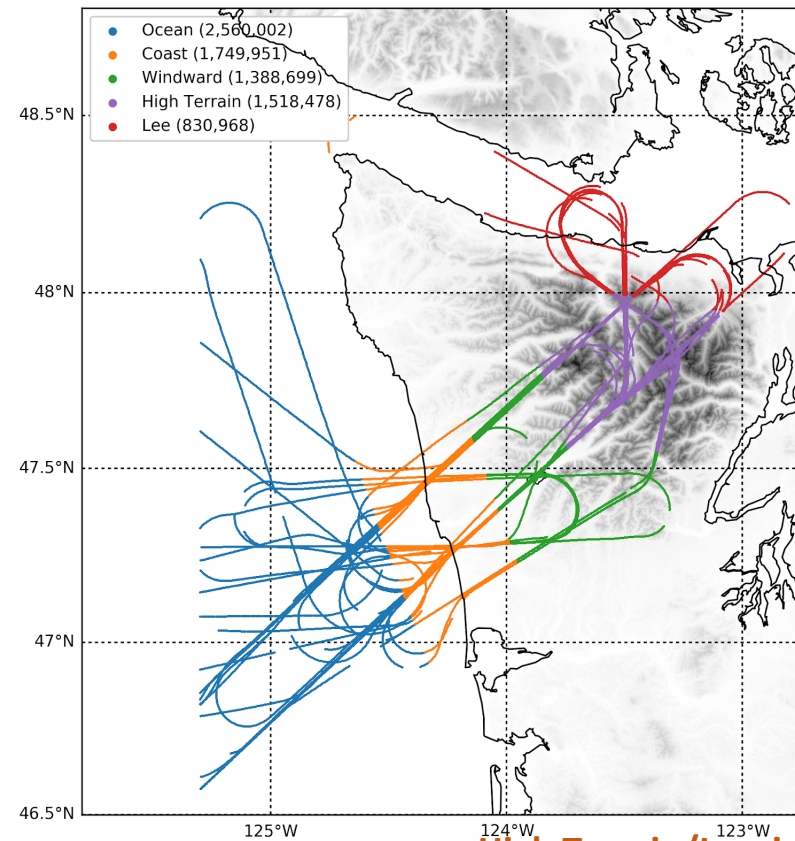 Ocean (2,560,002)
Coast (1,749,951)
Windward (1,388,699)
High Terrain (1,518,478)
Lee (830,968)
48.5°N
48°N
47.5°N
47°N
46.5°N
125°W
124°W
123°W